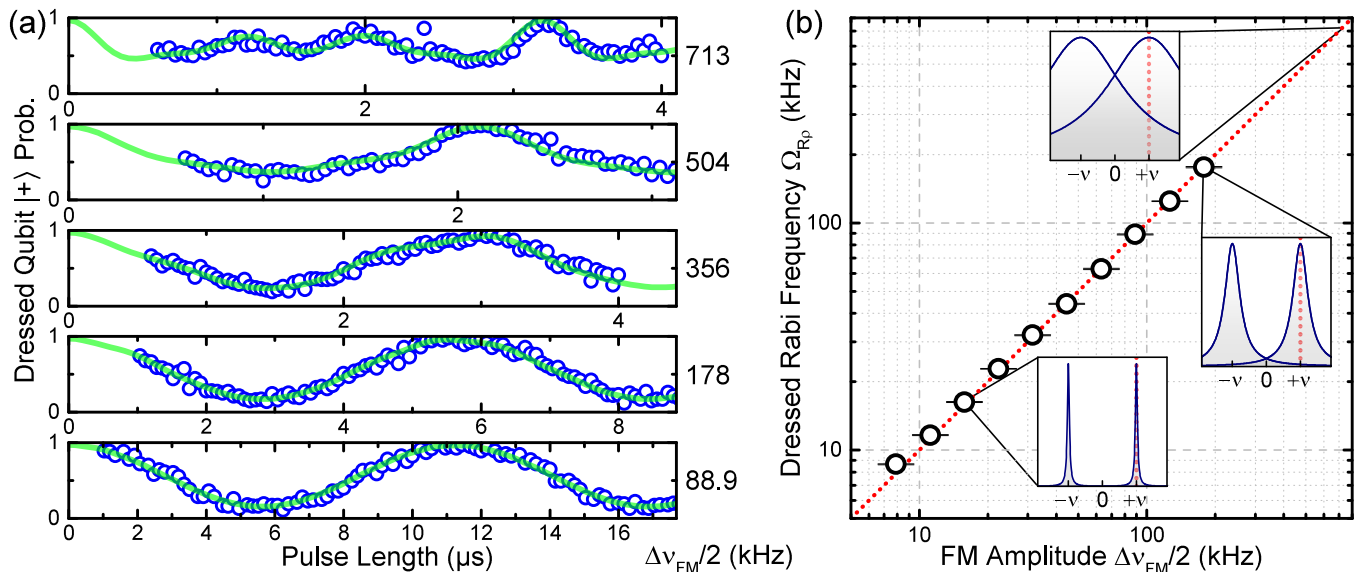 (a)
Dressed Qubit |+⟩ Prob.
1
0
0 2 4
713
1
0
0 2
504
1
0
0 2 4
356
1
0
0 2 4 6 8
178
1
0
0 2 4 6 8 10 12 14 16
88.9
Pulse Length (μs)
Δν_FM/2 (kHz)
(b)
Dressed Rabi Frequency Ω_Rρ (kHz)
100
10
10 100
FM Amplitude Δν_FM/2 (kHz)
−ν 0 +ν
−ν 0 +ν
−ν 0 +ν